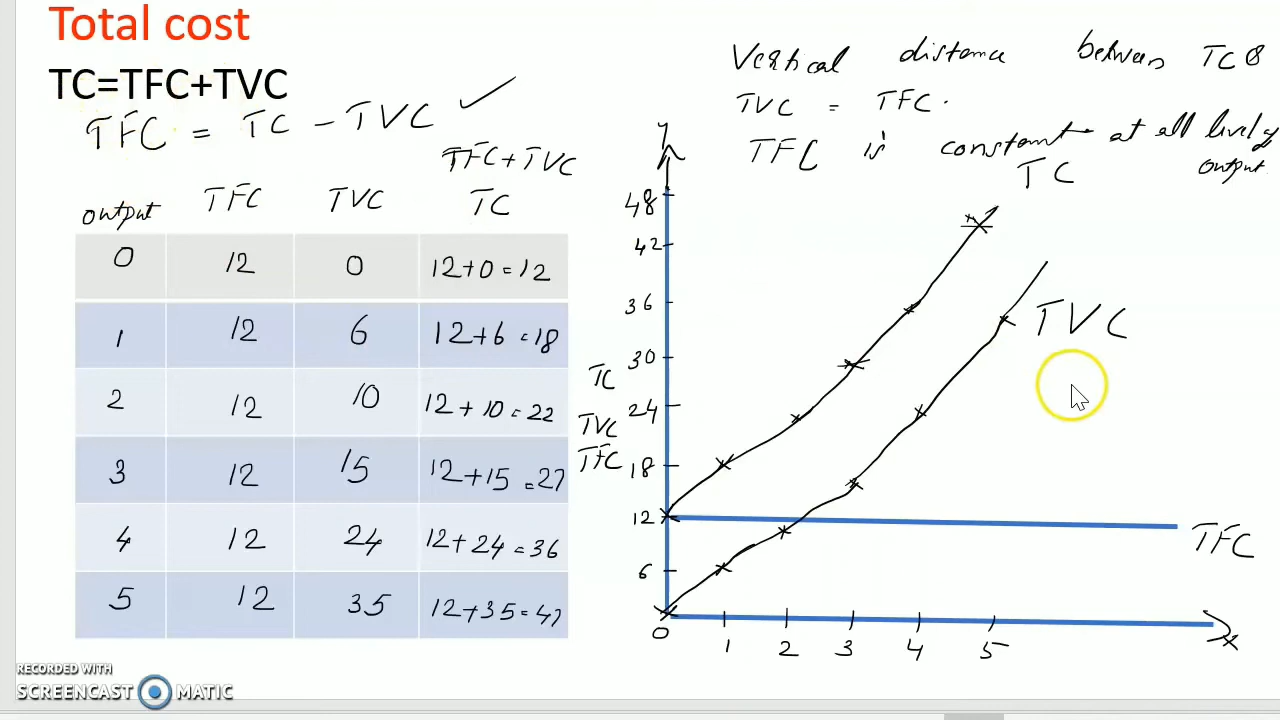 Total cost
TC=TFC+TVC
TFC = TC - TVC ✓
TFC+TVC
output TFC TVC TC
0 12 0 12+0=12
1 12 6 12+6=18
2 12 10 12+10=22
3 12 15 12+15=27
4 12 24 12+24=36
5 12 35 12+35=47
Vertical distance between TC &
TVC = TFC.
TFC is constant at all
output.
TC
y
48
42
36
30
24
18
12
6
0
TC
TVC
TFC
TVC
TFC
1 2 3 4 5
x
RECORDED WITH
SCREENCAST MATIC